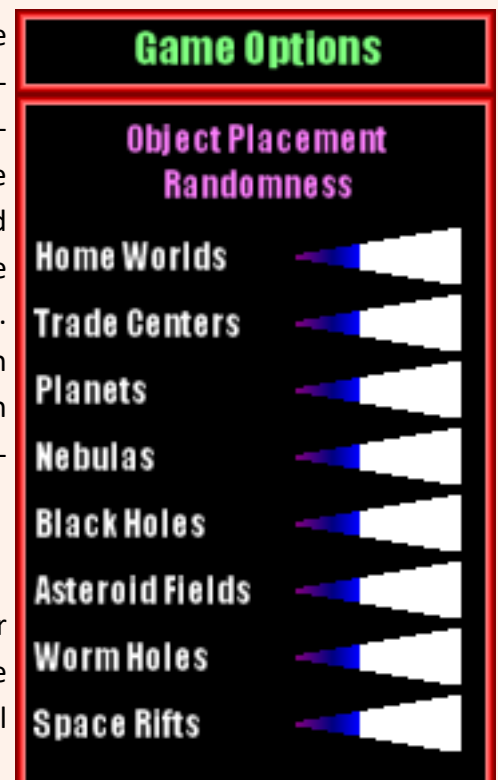 Game Options
Object Placement
Randomness
Home Worlds
Trade Centers
Planets
Nebulas
Black Holes
Asteroid Fields
Worm Holes
Space Rifts